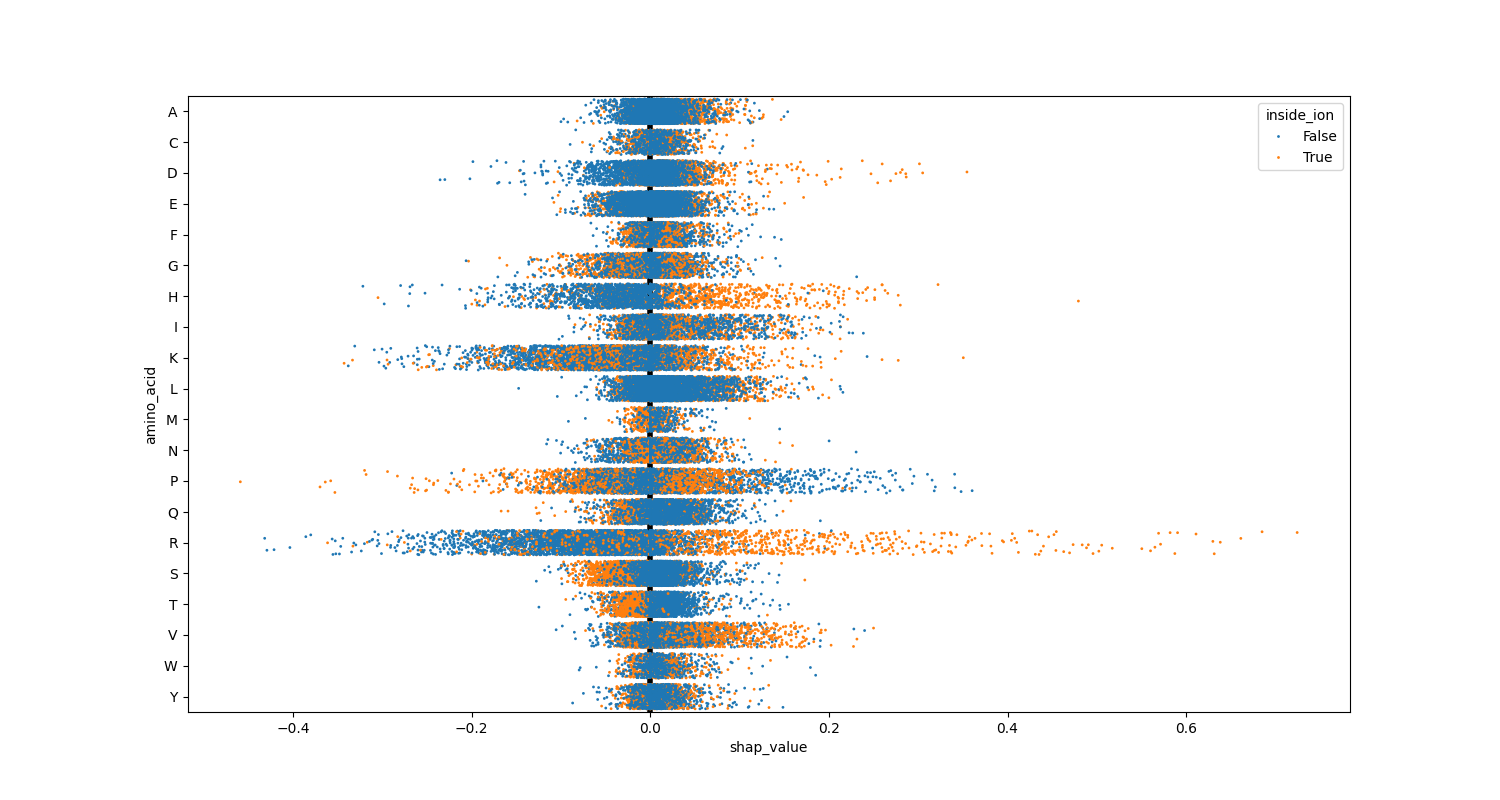 inside_ion
False
True
amino_acid
A
C
D
E
F
G
H
I
K
L
M
N
P
Q
R
S
T
V
W
Y
−0.4
−0.2
0.0
0.2
0.4
0.6
shap_value